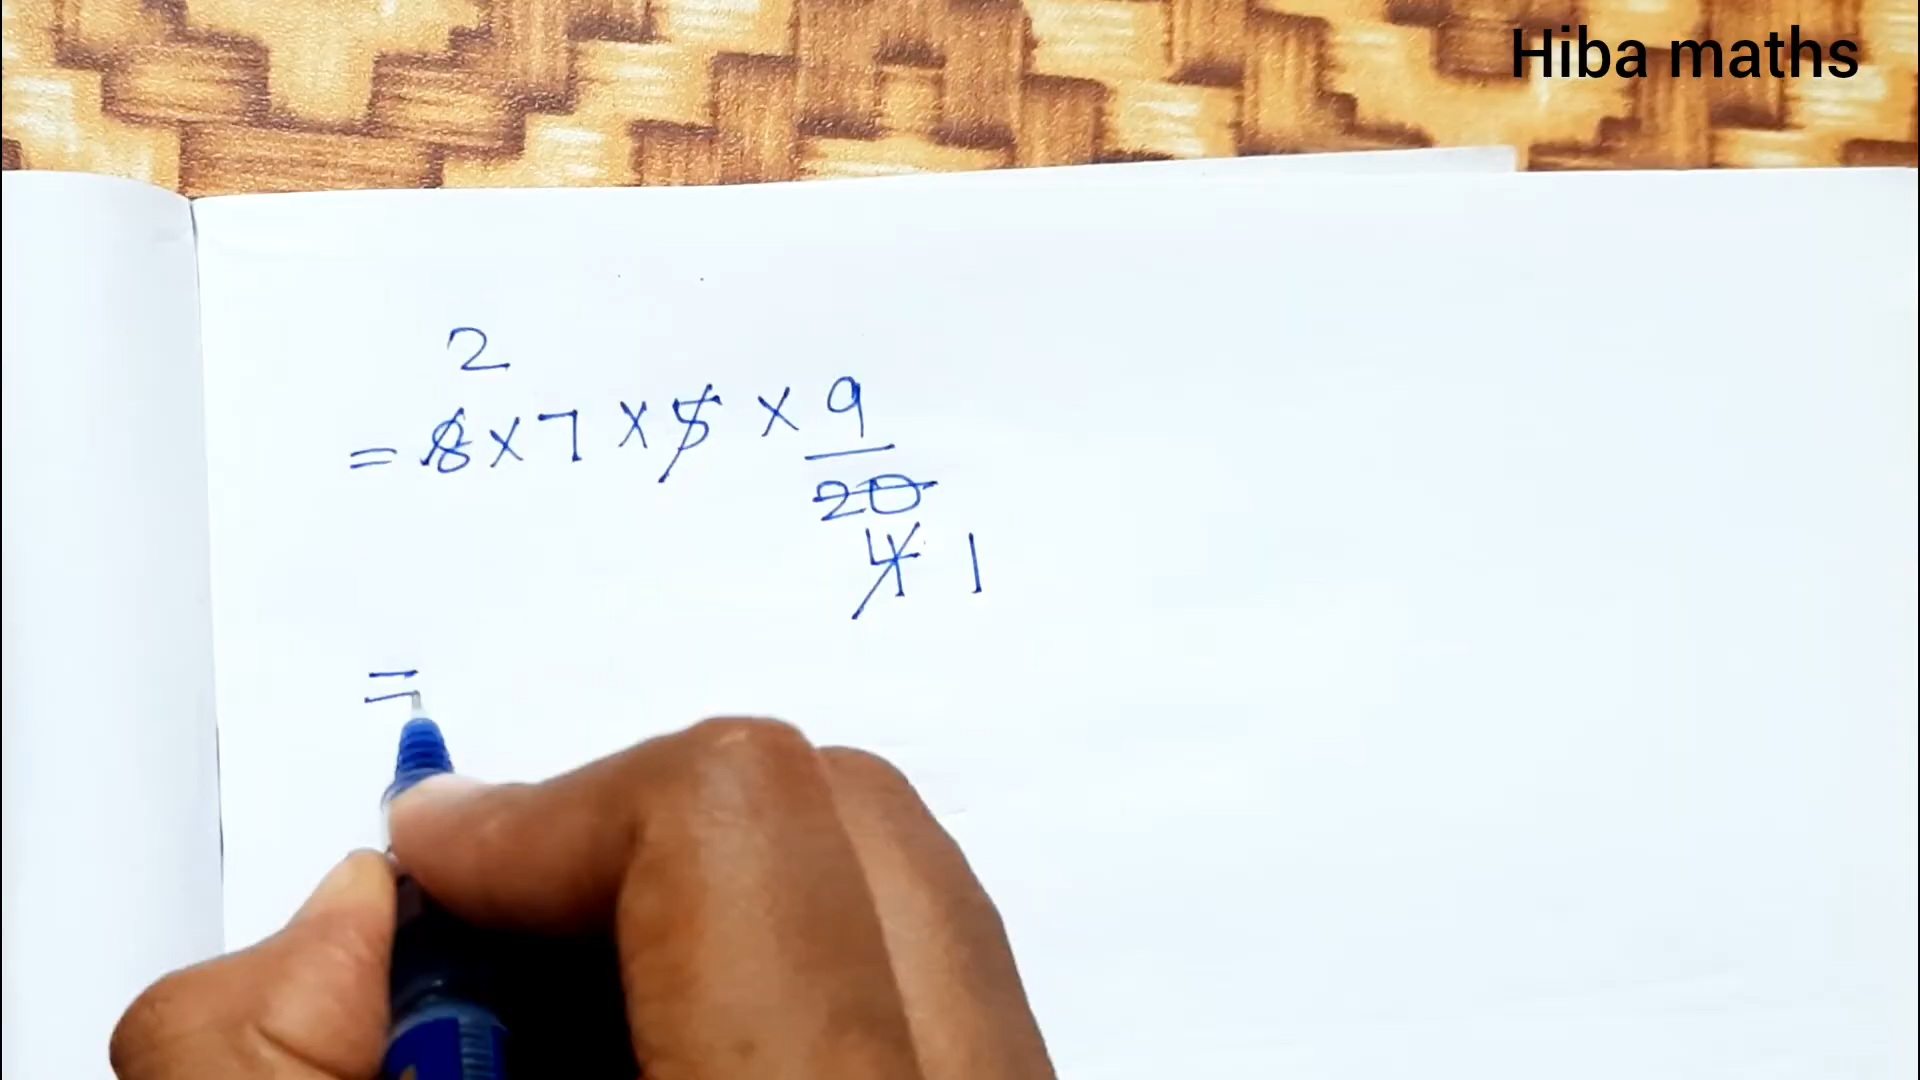 Hiba maths
2
= 8 × 7 × 5 × 9
20
4 1
=